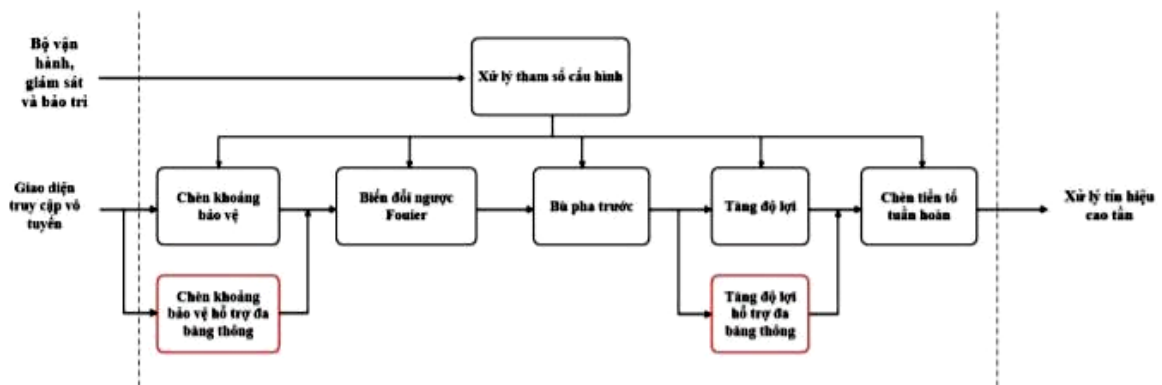 Bộ vận
hành,
giám sát
và bảo trì
Xử lý tham số cấu hình
Giao diện
truy cập vô
tuyến
Chèn khoảng
bảo vệ
Biến đổi ngược
Fouier
Bù pha trước
Tăng độ lợi
Chèn tiền tố
tuần hoàn
Xử lý tín hiệu
cao tần
Chèn khoảng
bảo vệ hỗ trợ đa
băng thông
Tăng độ lợi
hỗ trợ đa
băng thông